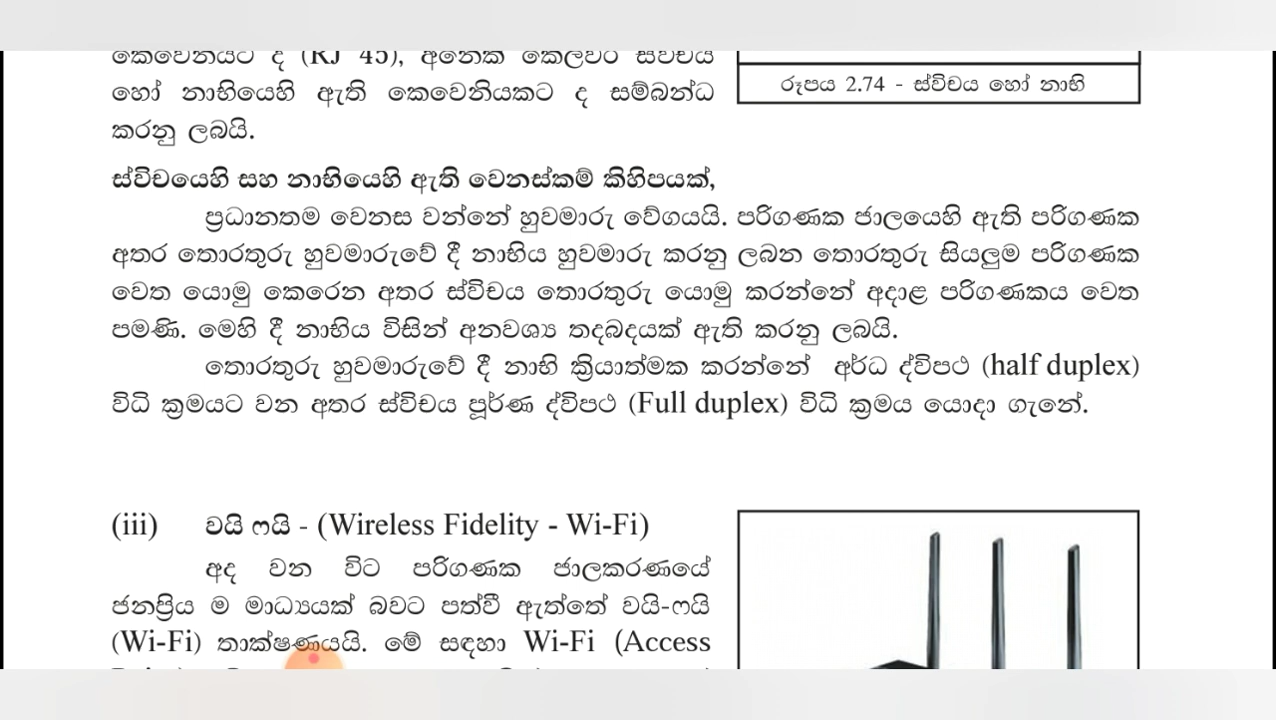 කෙවෙනියට ද (RJ 45), අනෙක් කෙලවර ස්විචය
හෝ නාභියෙහි ඇති කෙවෙනියකට ද සම්බන්ධ
කරනු ලබයි.
රූපය 2.74 - ස්විචය හෝ නාභි
ස්විචයෙහි සහ නාභියෙහි ඇති වෙනස්කම් කිහිපයක්,
ප්‍රධානතම වෙනස වන්නේ හුවමාරු වේගයයි. පරිගණක ජාලයෙහි ඇති පරිගණක
අතර තොරතුරු හුවමාරුවේ දී නාභිය හුවමාරු කරනු ලබන තොරතුරු සියලුම පරිගණක
වෙත යොමු කෙරෙන අතර ස්විචය තොරතුරු යොමු කරන්නේ අදාළ පරිගණකය වෙත
පමණි. මෙහි දී නාභිය විසින් අනවශ්‍ය තදබදයක් ඇති කරනු ලබයි.
තොරතුරු හුවමාරුවේ දී නාභි ක්‍රියාත්මක කරන්නේ අර්ධ ද්විපථ (half duplex)
විධි ක්‍රමයට වන අතර ස්විචය පූර්ණ ද්විපථ (Full duplex) විධි ක්‍රමය යොදා ගැනේ.
(iii) වයි ෆයි - (Wireless Fidelity - Wi-Fi)
අද වන විට පරිගණක ජාලකරණයේ
ජනප්‍රිය ම මාධ්‍යයක් බවට පත්වී ඇත්තේ වයි-ෆයි
(Wi-Fi) තාක්ෂණයයි. මේ සඳහා Wi-Fi (Access